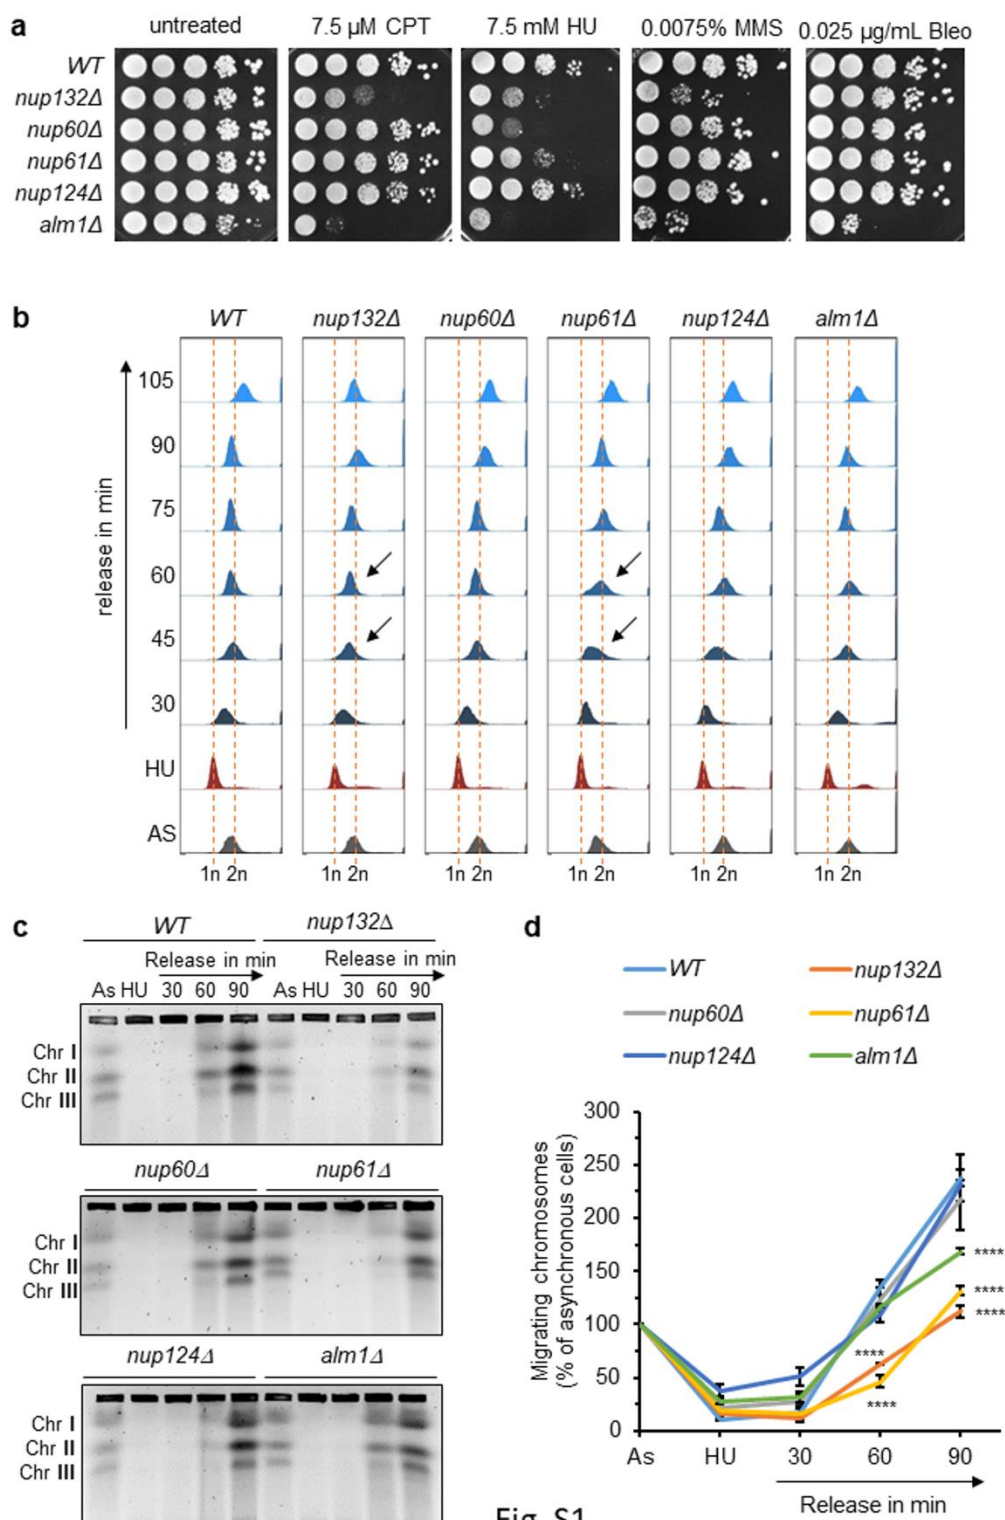 a
untreated 7.5 µM CPT 7.5 mM HU 0.0075% MMS 0.025 µg/mL Bleo
WT
nup132Δ
nup60Δ
nup61Δ
nup124Δ
alm1Δ
b
WT nup132Δ nup60Δ nup61Δ nup124Δ alm1Δ
release in min
105
90
75
60
45
30
HU
AS
1n 2n 1n 2n 1n 2n 1n 2n 1n 2n 1n 2n
c
WT nup132Δ
Release in min Release in min
As HU 30 60 90 As HU 30 60 90
Chr I
Chr II
Chr III
nup60Δ nup61Δ
Chr I
Chr II
Chr III
nup124Δ alm1Δ
Chr I
Chr II
Chr III
d
WT nup132Δ
nup60Δ nup61Δ
nup124Δ alm1Δ
Migrating chromosomes
(% of asynchronous cells)
300
250
200
150
100
50
0
****
****
****
****
****
As HU 30 60 90
Release in min
Fig. S1